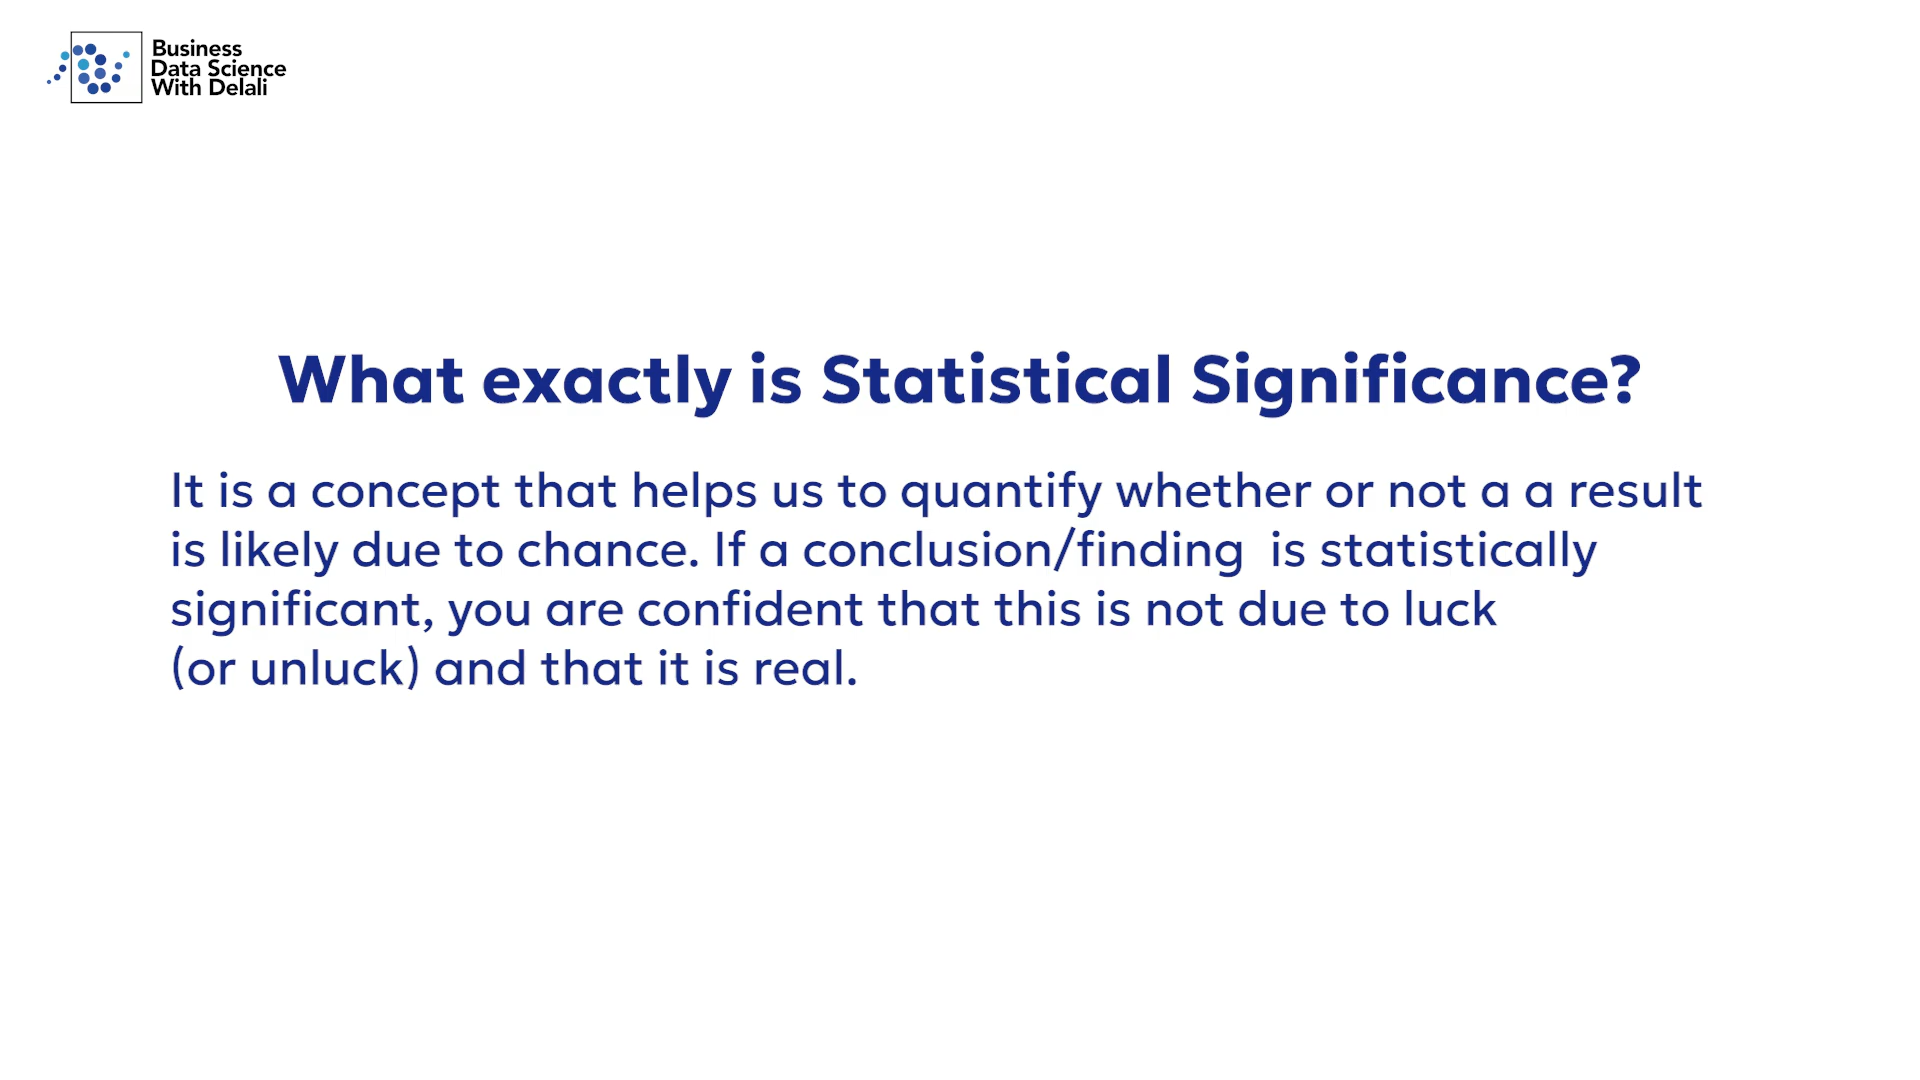 Business
Data Science
With Delali
What exactly is Statistical Significance?
It is a concept that helps us to quantify whether or not a a result
is likely due to chance. If a conclusion/finding  is statistically
significant, you are confident that this is not due to luck
(or unluck) and that it is real.